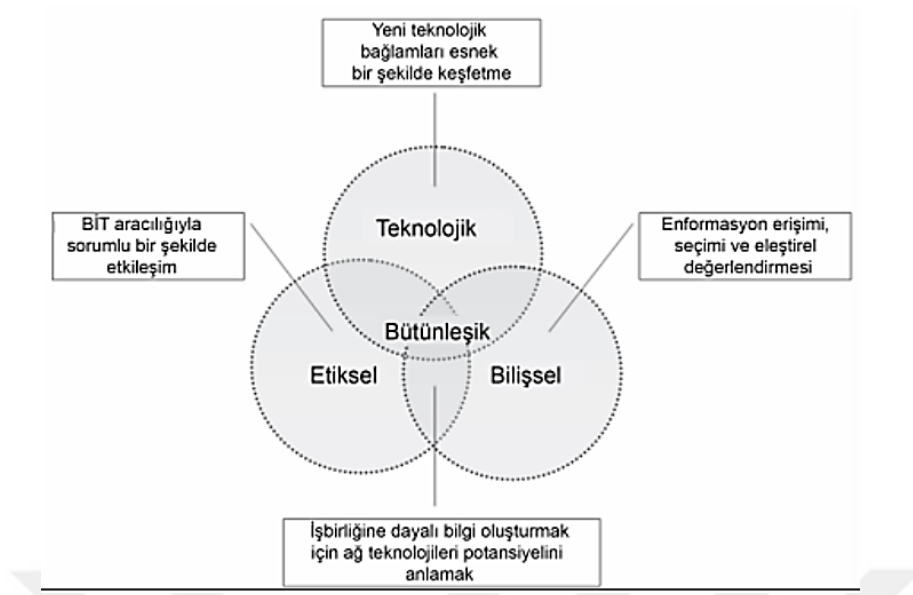 Yeni teknolojik
bağlamları esnek
bir şekilde keşfetme
BİT aracılığıyla
sorumlu bir şekilde
etkileşim
Enformasyon erişimi,
seçimi ve eleştirel
değerlendirmesi
Teknolojik
Bütünleşik
Etiksel
Bilişsel
İşbirliğine dayalı bilgi oluşturmak
için ağ teknolojileri potansiyelini
anlamak